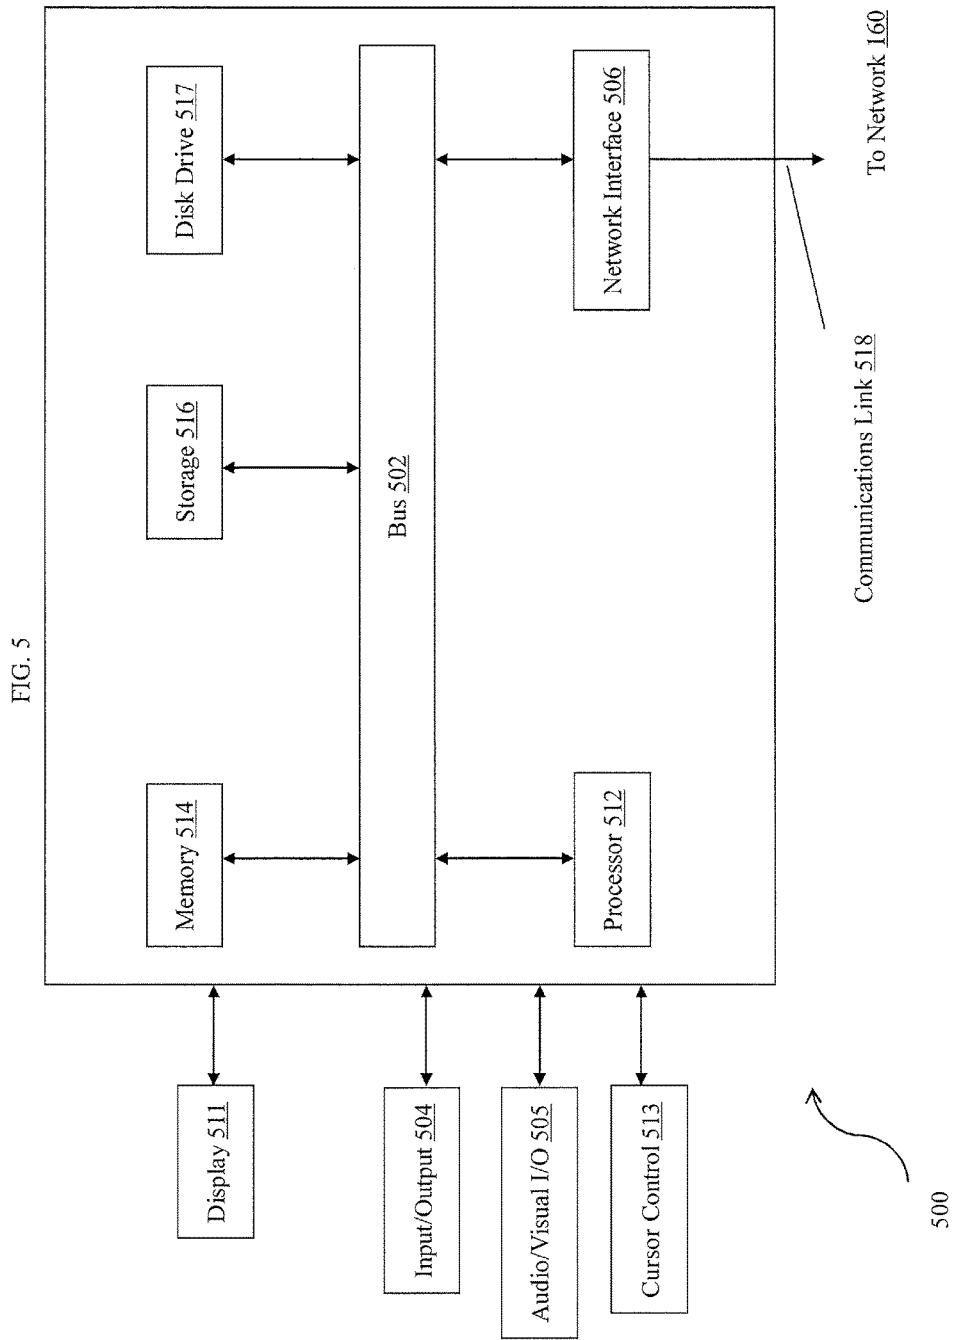 FIG. 5
Display 511
Memory 514
Storage 516
Disk Drive 517
Input/Output 504
Bus 502
Audio/Visual I/O 505
Cursor Control 513
Processor 512
Network Interface 506
Communications Link 518
To Network 160
500